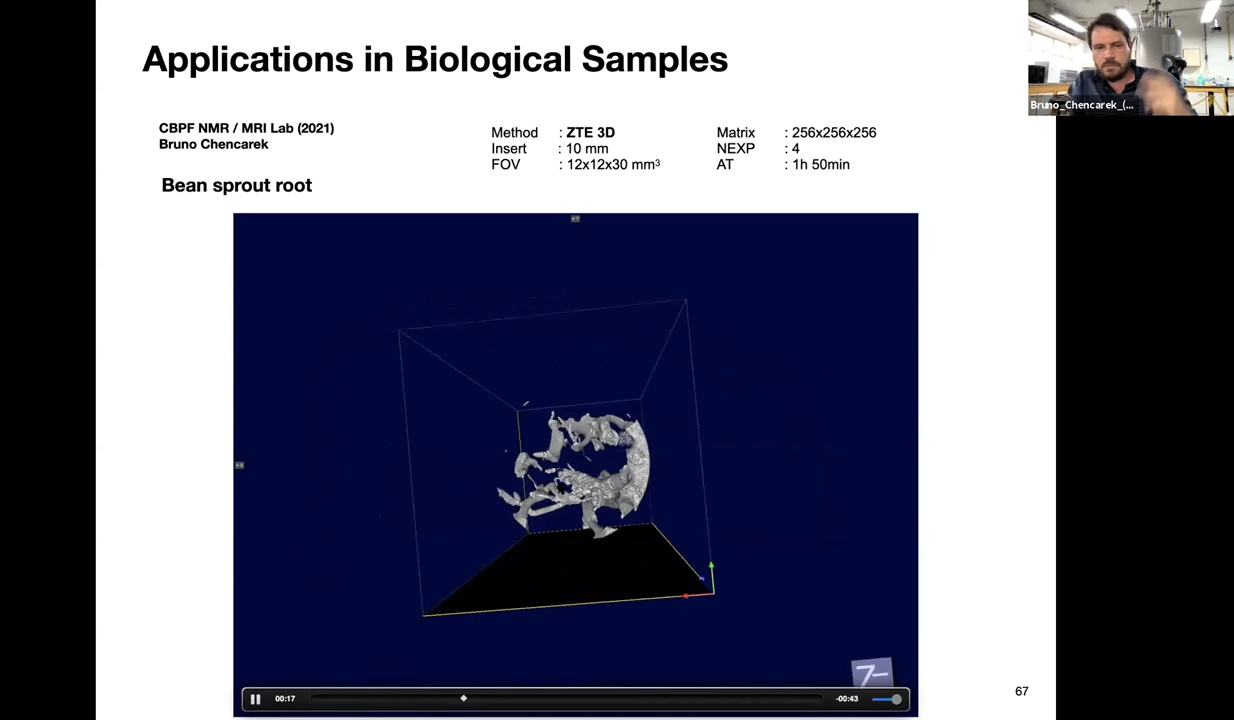 Applications in Biological Samples
Bruno_Chencarek_(...
CBPF NMR / MRI Lab (2021)
Bruno Chencarek
Method : ZTE 3D
Insert : 10 mm
FOV : 12x12x30 mm³
Matrix : 256x256x256
NEXP : 4
AT : 1h 50min
Bean sprout root
+Y
+X
Z-
00:17
-00:43
67